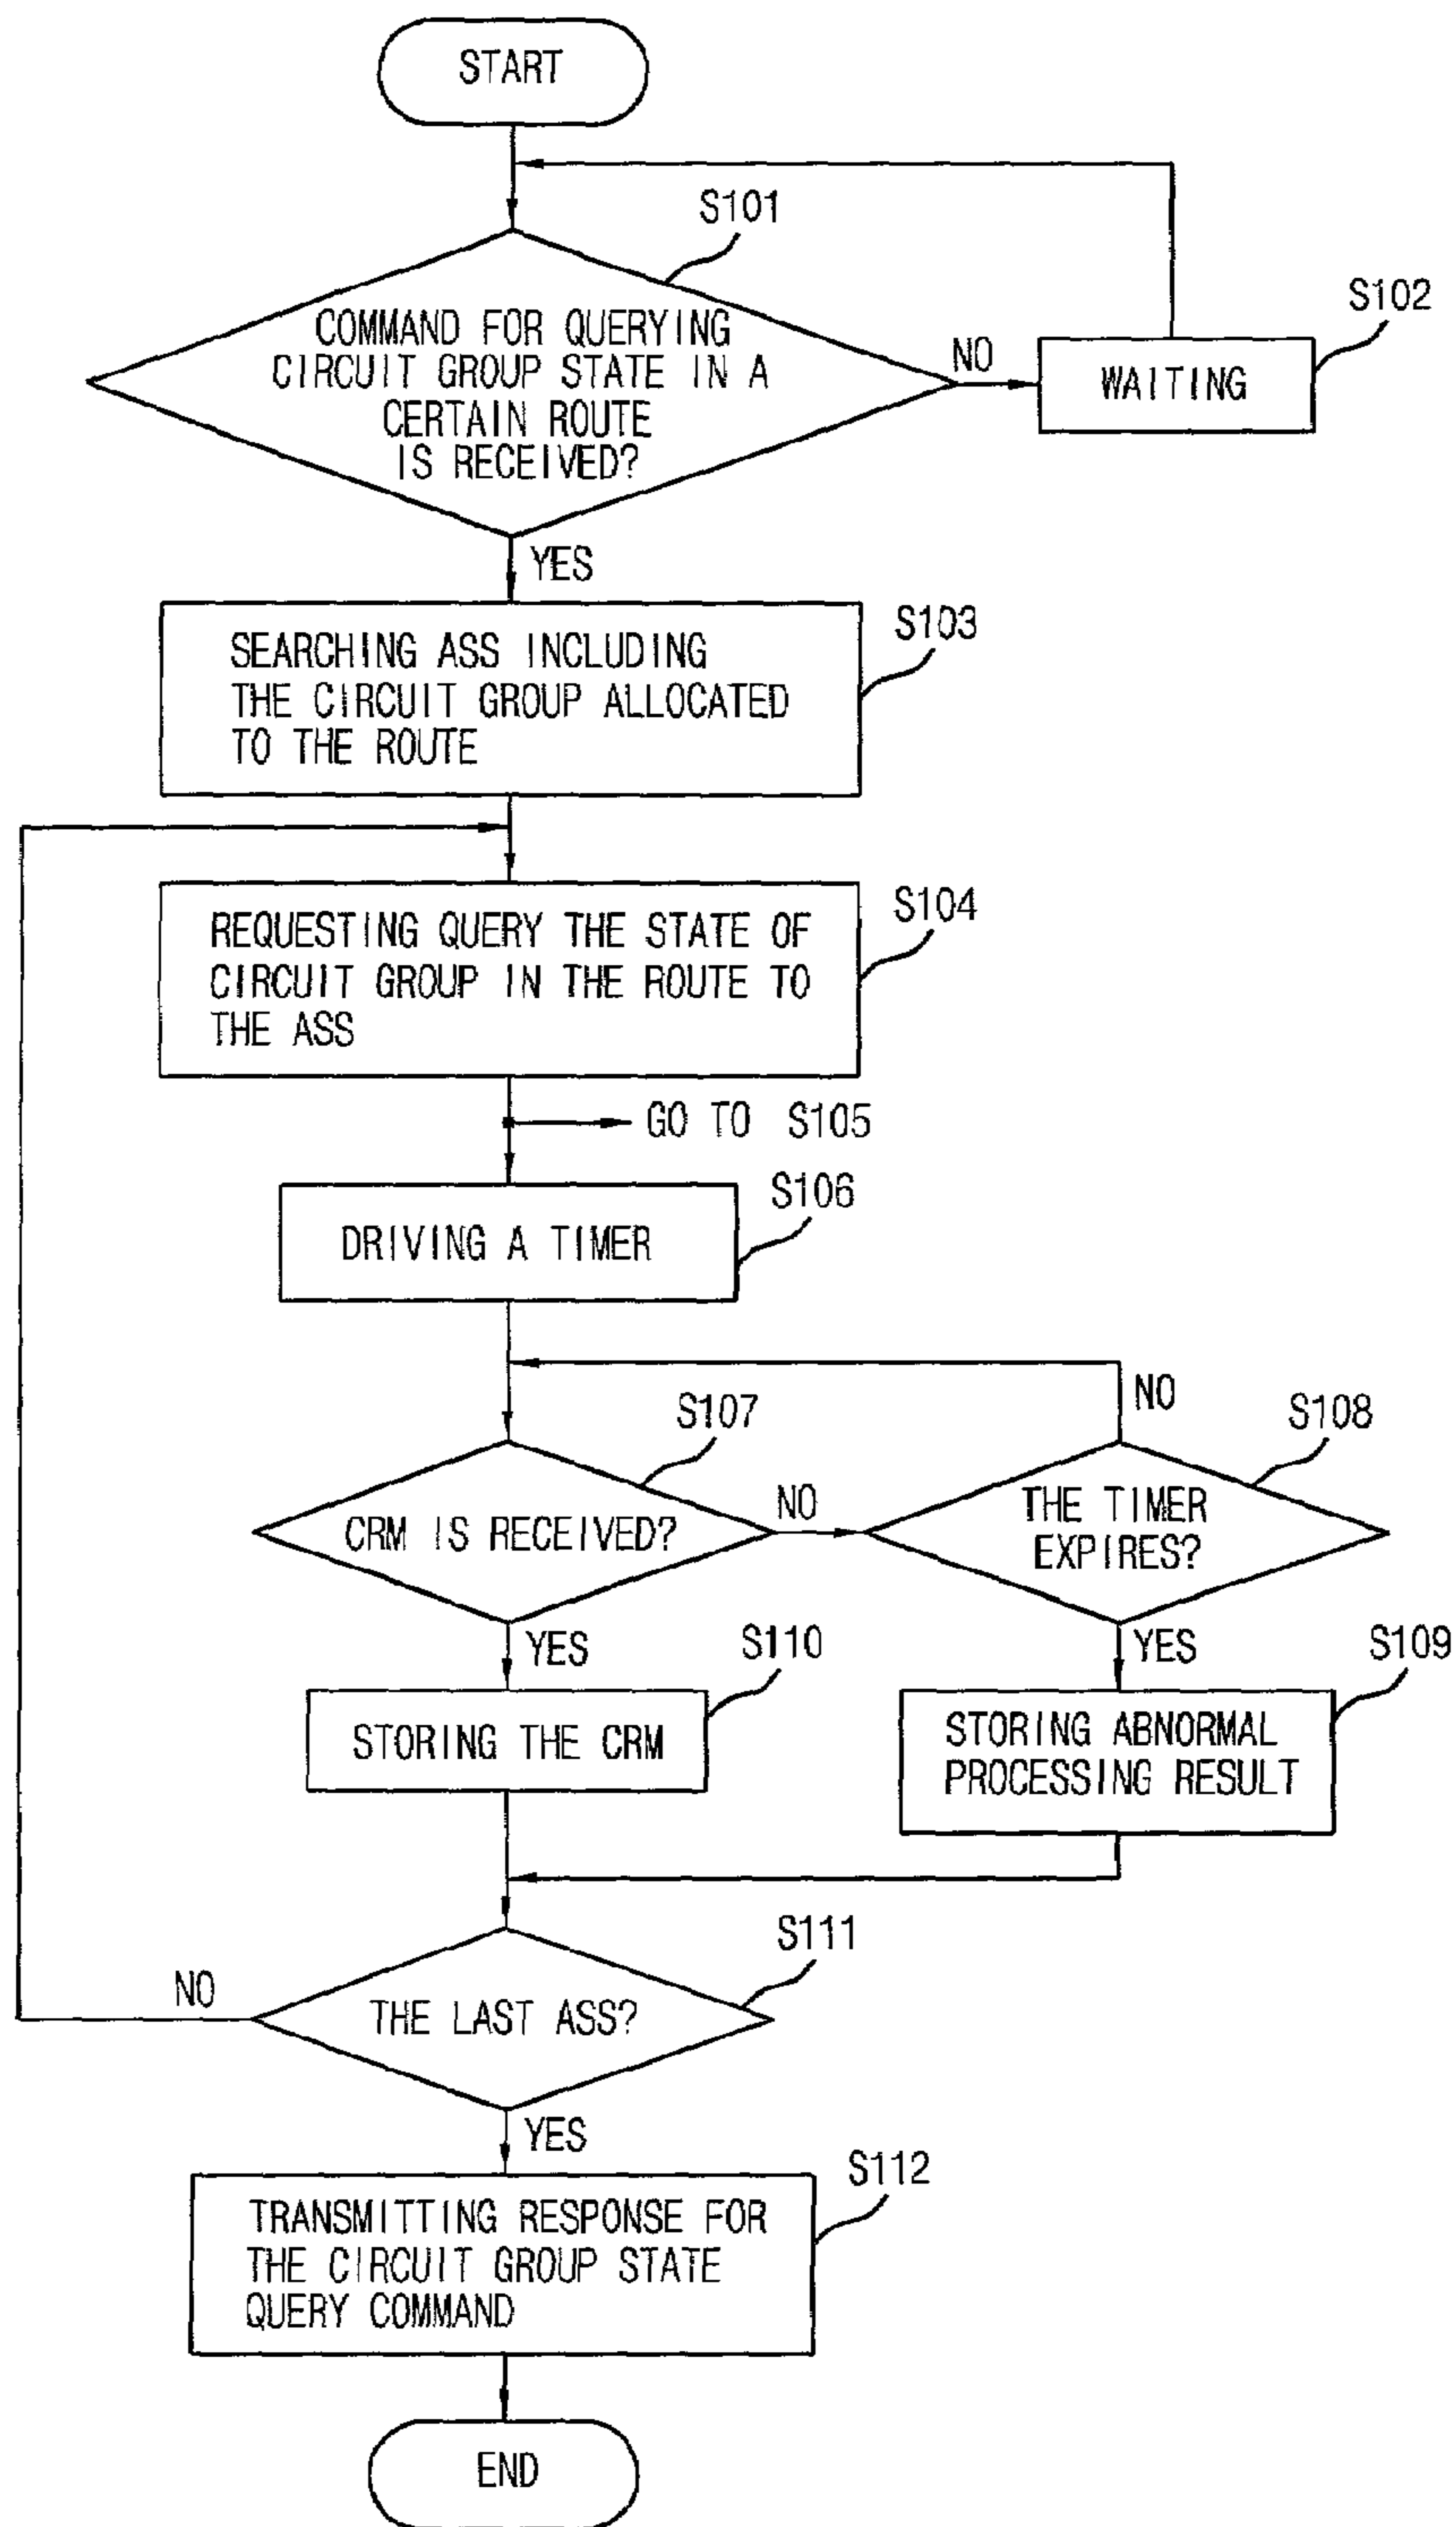 START
S101
COMMAND FOR QUERYING
CIRCUIT GROUP STATE IN A
CERTAIN ROUTE
IS RECEIVED?
NO
S102
WAITING
YES
S103
SEARCHING ASS INCLUDING
THE CIRCUIT GROUP ALLOCATED
TO THE ROUTE
S104
REQUESTING QUERY THE STATE OF
CIRCUIT GROUP IN THE ROUTE TO
THE ASS
GO TO S105
S106
DRIVING A TIMER
NO
S107
S108
CRM IS RECEIVED?
NO
THE TIMER
EXPIRES?
YES
S110
YES
S109
STORING THE CRM
STORING ABNORMAL
PROCESSING RESULT
S111
NO
THE LAST ASS?
YES
S112
TRANSMITTING RESPONSE FOR
THE CIRCUIT GROUP STATE
QUERY COMMAND
END